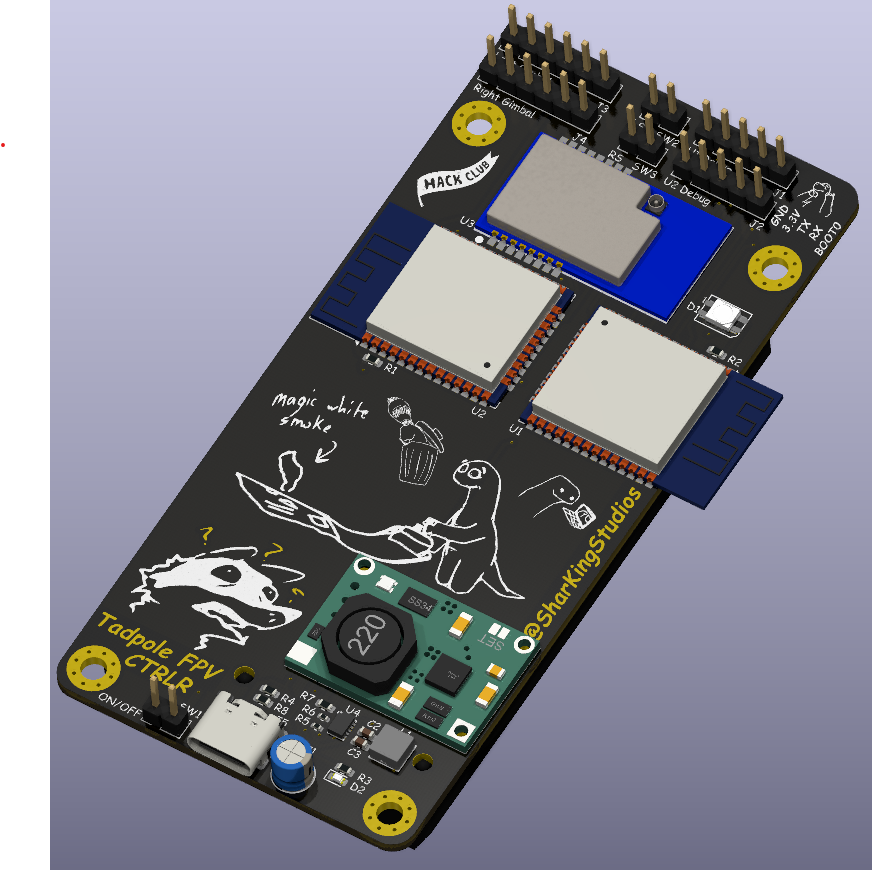 Right Gimbal
J3
J4
HACK CLUB
R5
SW3
U2 Debug
J1
J2
GND
3.3V
TX
RX
BOOT0
U3
D1
R2
R1
U2
U1
magic white
smoke
@SharKingStudios
SS34
220
SET
Tadpole FPV
CTRLR
ON/OFF
SW1
R4
R8
R7
R6
R5
U4
C2
C3
R3
D2